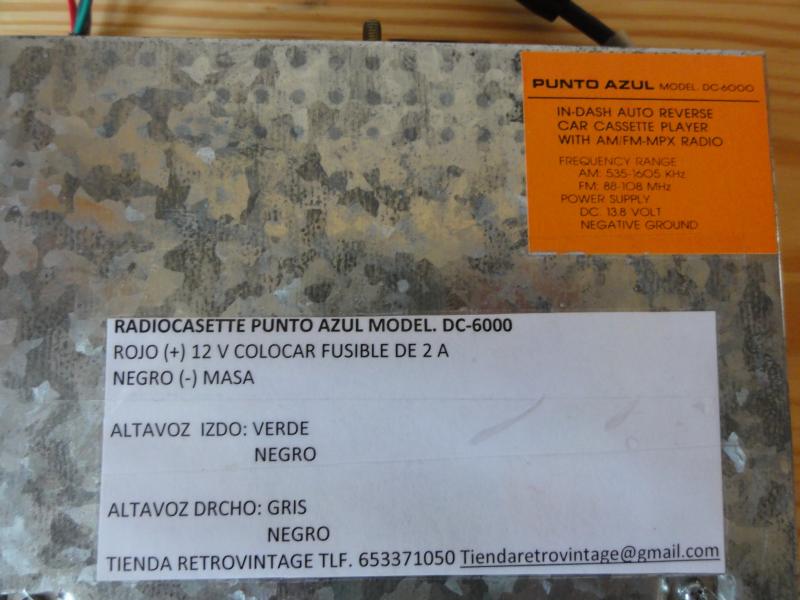 PUNTO AZUL MODEL. DC-6000
IN-DASH AUTO REVERSE
CAR CASSETTE PLAYER
WITH AM/FM-MPX RADIO
FREQUENCY RANGE
AM: 535-1605 KHz
FM: 88-108 MHz
POWER SUPPLY
DC. 13.8 VOLT
NEGATIVE GROUND
RADIOCASETTE PUNTO AZUL MODEL. DC-6000
ROJO (+) 12 V COLOCAR FUSIBLE DE 2 A
NEGRO (-) MASA
ALTAVOZ IZDO: VERDE
NEGRO
ALTAVOZ DRCHO: GRIS
NEGRO
TIENDA RETROVINTAGE TLF. 653371050 Tiendaretrovintage@gmail.com